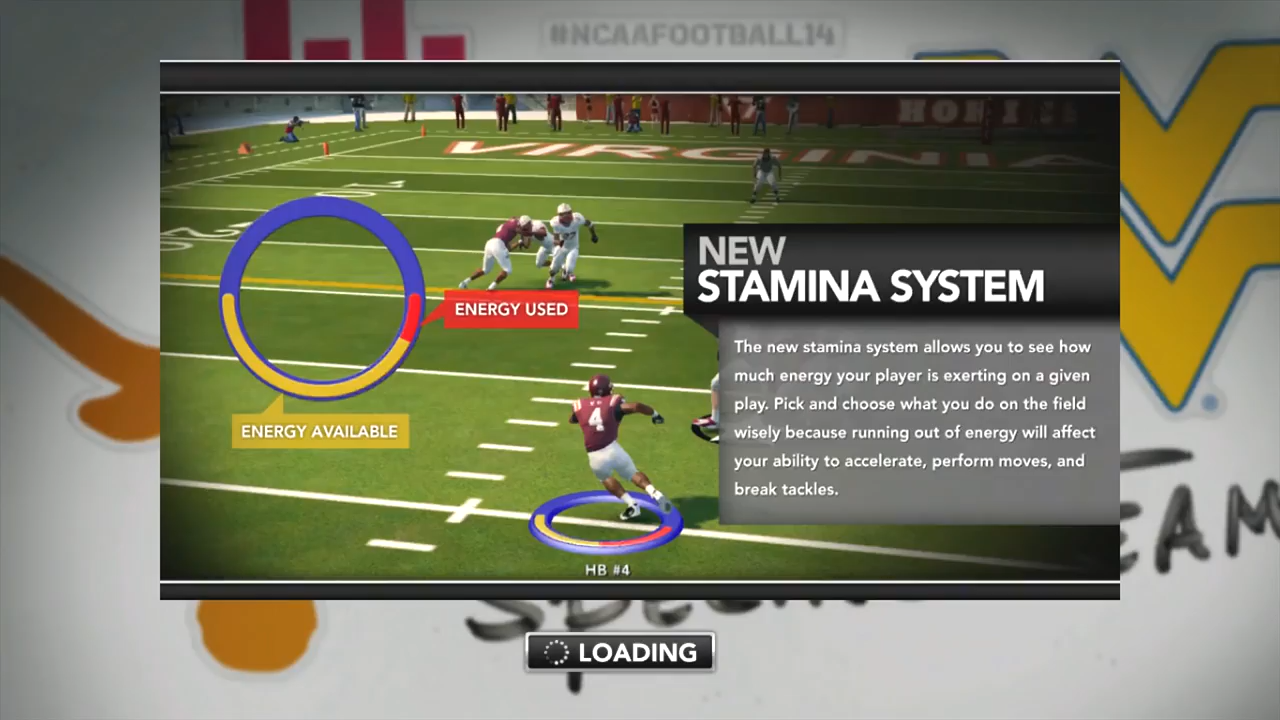 #NCAAFOOTBALL14
VIRGINIA
NEW
STAMINA SYSTEM
ENERGY USED
The new stamina system allows you to see how
much energy your player is exerting on a given
play. Pick and choose what you do on the field
wisely because running out of energy will affect
your ability to accelerate, perform moves, and
break tackles.
ENERGY AVAILABLE
4
HB #4
LOADING